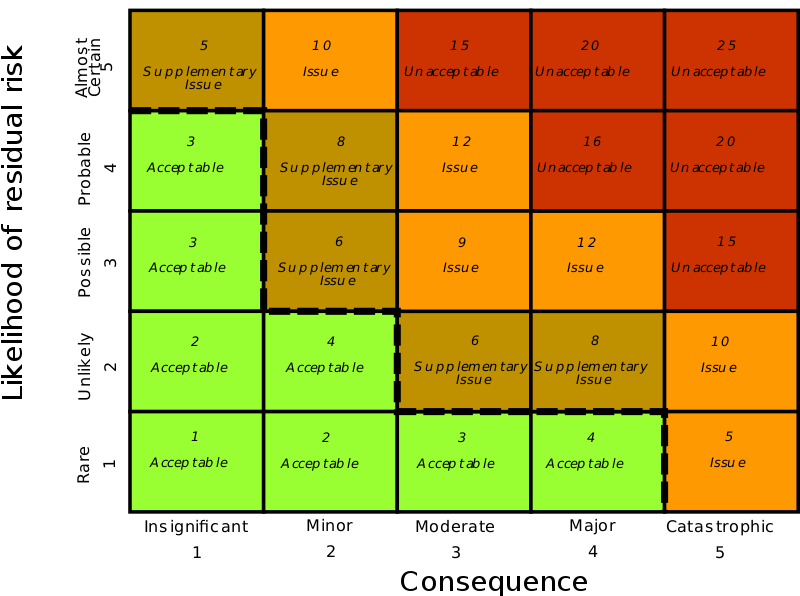 Likelihood of residual risk
Almost
Certain
5
5
Supplementary
Issue
10
Issue
15
Unacceptable
20
Unacceptable
25
Unacceptable
Probable
4
3
Acceptable
8
Supplementary
Issue
12
Issue
16
Unacceptable
20
Unacceptable
Possible
3
3
Acceptable
6
Supplementary
Issue
9
Issue
12
Issue
15
Unacceptable
Unlikely
2
2
Acceptable
4
Acceptable
6
Supplementary
Issue
8
Supplementary
Issue
10
Issue
Rare
1
1
Acceptable
2
Acceptable
3
Acceptable
4
Acceptable
5
Issue
Insignificant
1
Minor
2
Moderate
3
Major
4
Catastrophic
5
Consequence